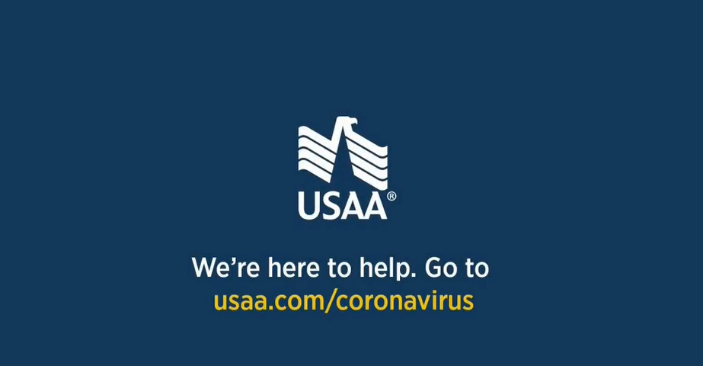 USAA®
We're here to help. Go to
usaa.com/coronavirus